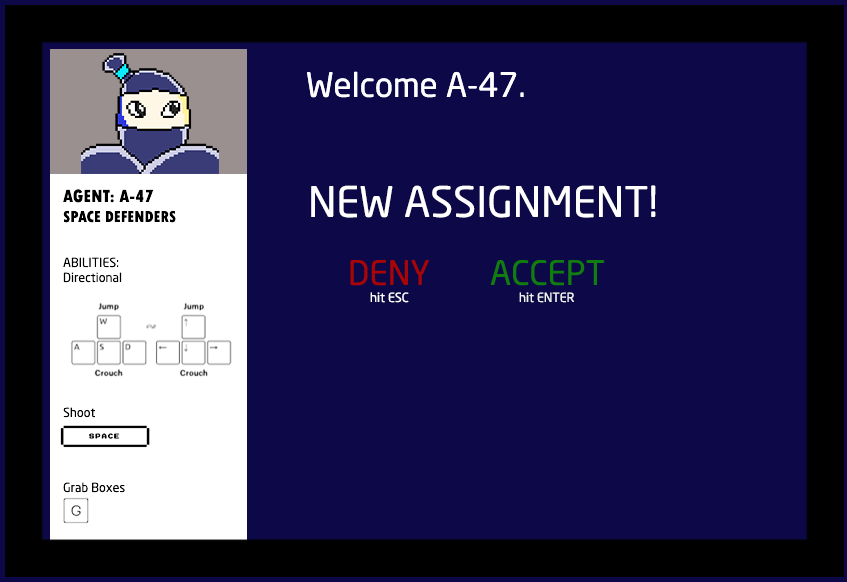 Welcome A-47.
NEW ASSIGNMENT!
DENY ACCEPT
hit ESC hit ENTER
AGENT: A-47
SPACE DEFENDERS
ABILITIES:
Directional
Jump Jump
W ↑
A S D ← ↓ →
Crouch Crouch
Shoot
SPACE
Grab Boxes
G